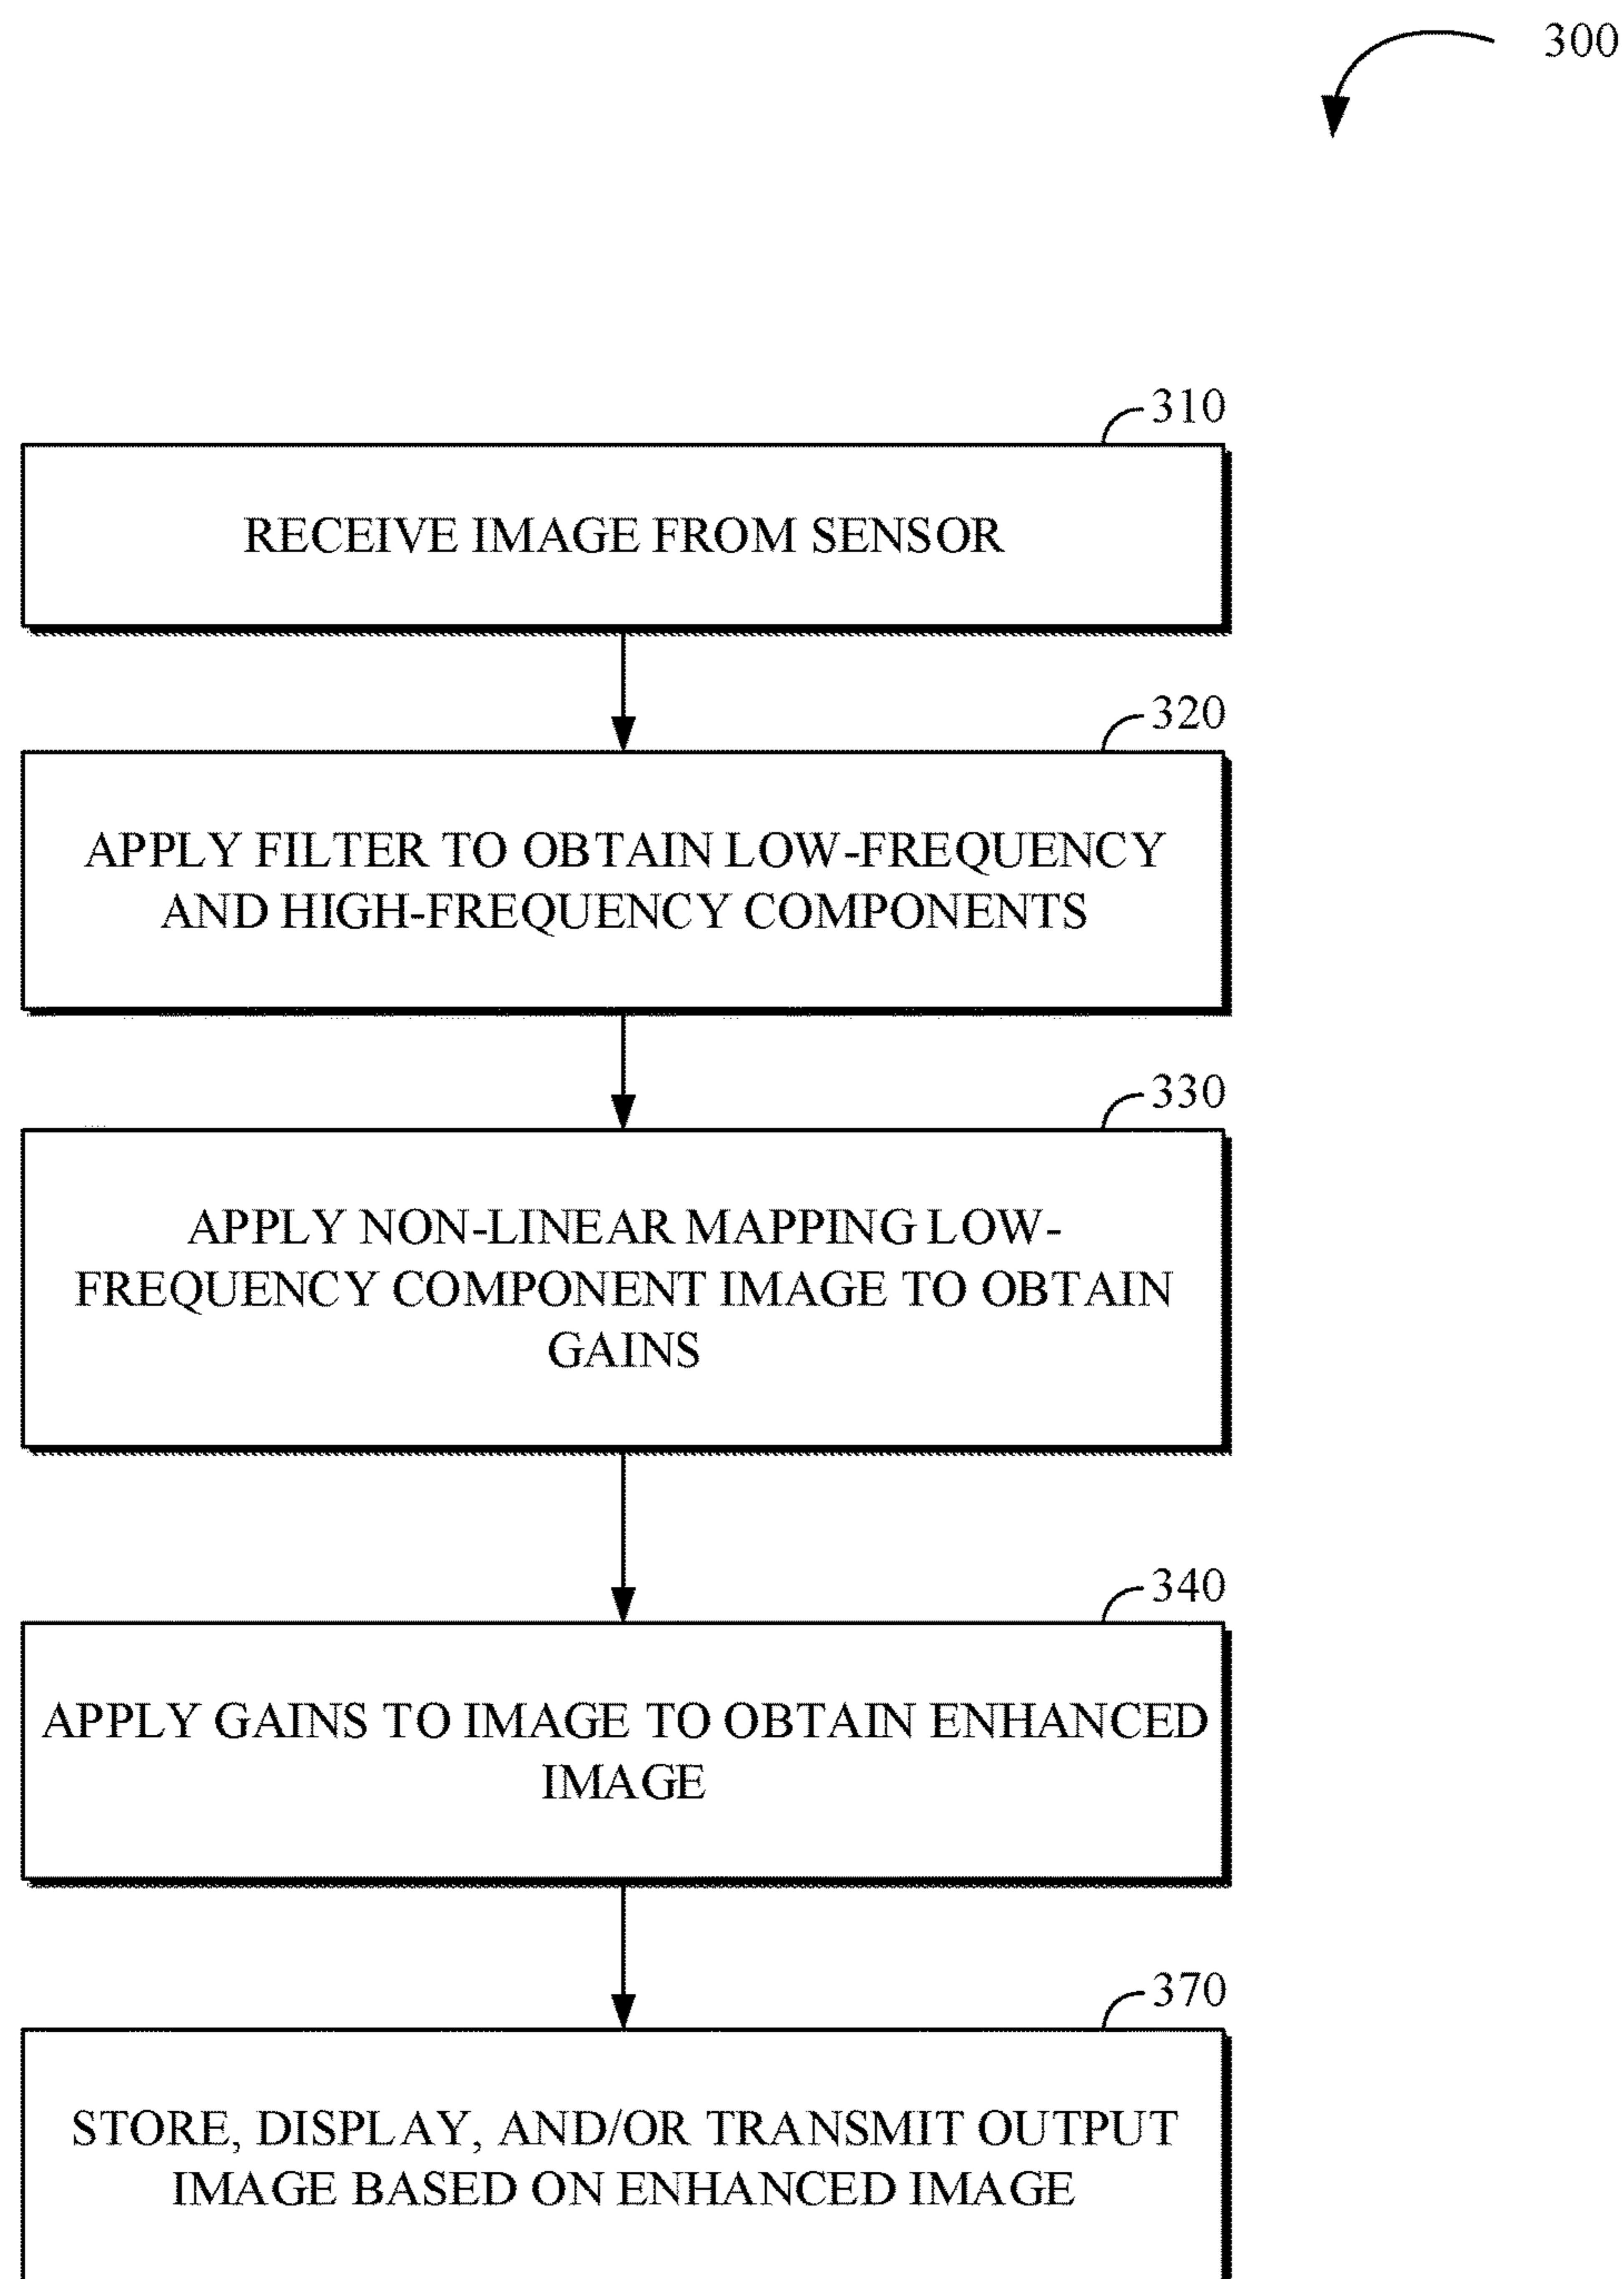 300
310
RECEIVE IMAGE FROM SENSOR
320
APPLY FILTER TO OBTAIN LOW-FREQUENCY
AND HIGH-FREQUENCY COMPONENTS
330
APPLY NON-LINEAR MAPPING LOW-
FREQUENCY COMPONENT IMAGE TO OBTAIN
GAINS
340
APPLY GAINS TO IMAGE TO OBTAIN ENHANCED
IMAGE
370
STORE, DISPLAY, AND/OR TRANSMIT OUTPUT
IMAGE BASED ON ENHANCED IMAGE